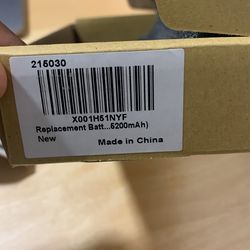 215030
X001H51NYF
Replacement Batt...5200mAh)
New
Made in China